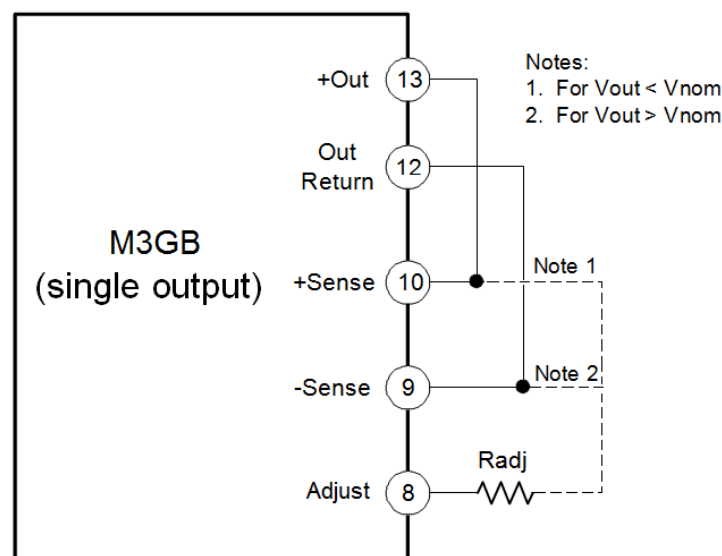 +Out 13
Notes:
1. For Vout < Vnom
2. For Vout > Vnom
Out
Return 12
M3GB
(single output)
+Sense 10
Note 1
-Sense 9
Note 2
Radj
Adjust 8